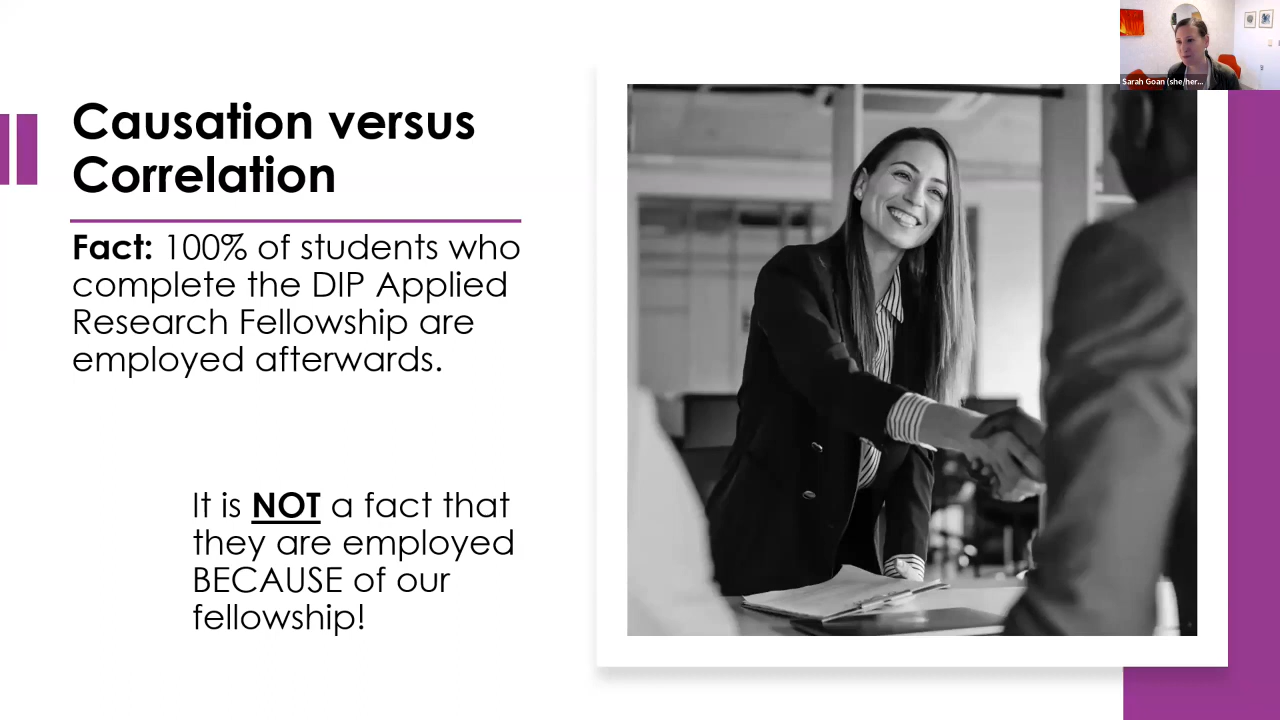 Sarah Goan (she/her...
Causation versus
Correlation
Fact: 100% of students who
complete the DIP Applied
Research Fellowship are
employed afterwards.
It is NOT a fact that
they are employed
BECAUSE of our
fellowship!